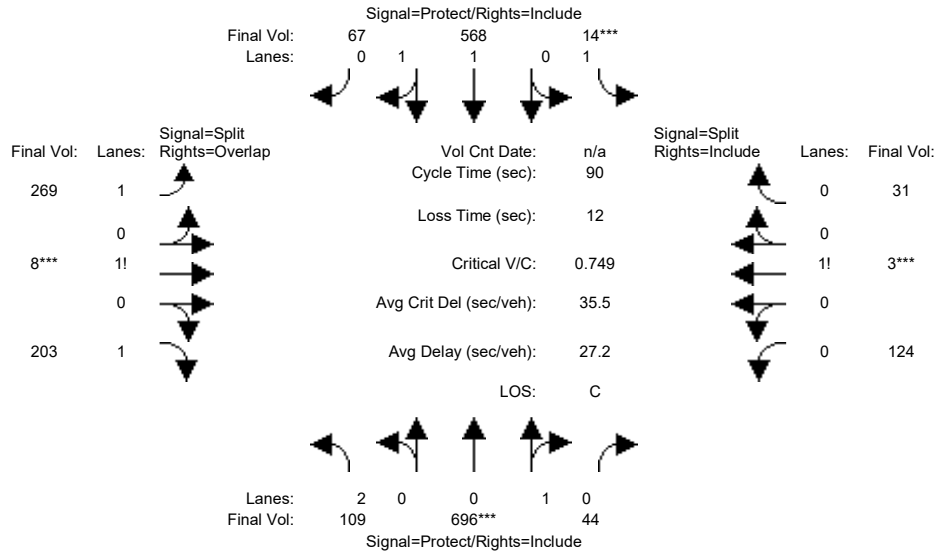 Signal=Protect/Rights=Include
Final Vol: 67 568 14***
Lanes: 0 1 1 0 1
Signal=Split Signal=Split
Final Vol: Lanes: Rights=Overlap Vol Cnt Date: n/a Rights=Include Lanes: Final Vol:
Cycle Time (sec): 90
269 1 0 31
Loss Time (sec): 12
0 0
8*** 1! Critical V/C: 0.749 1! 3***
0 Avg Crit Del (sec/veh): 35.5 0
203 1 Avg Delay (sec/veh): 27.2 0 124
LOS: C
Lanes: 2 0 0 1 0
Final Vol: 109 696*** 44
Signal=Protect/Rights=Include